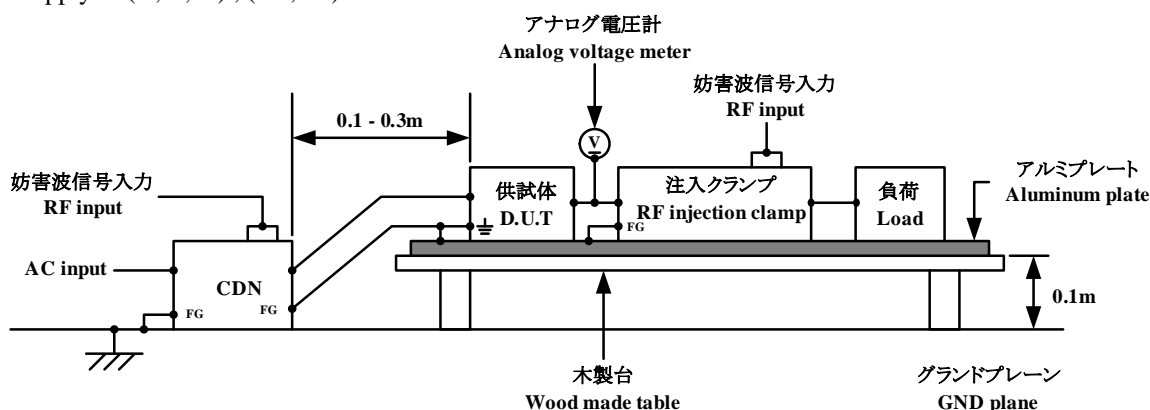 アナログ電圧計
Analog voltage meter
妨害波信号入力
RF input
0.1 - 0.3m
V
妨害波信号入力
RF input
供試体
D.U.T
注入クランプ
RF injection clamp
FG
負荷
Load
アルミプレート
Aluminum plate
AC input
CDN
FG
FG
0.1m
木製台
Wood made table
グランドプレーン
GND plane